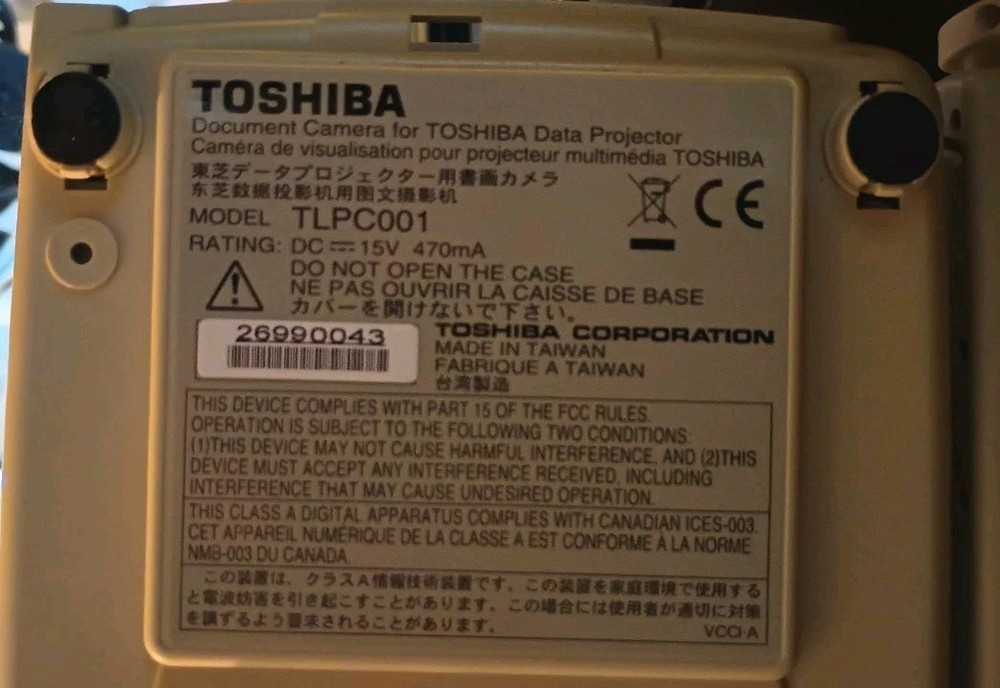 TOSHIBA
Document Camera for TOSHIBA Data Projector
Caméra de visualisation pour projecteur multimédia TOSHIBA
東芝データプロジェクター用書画カメラ
东芝数据投影机用图文摄影机
MODEL TLPC001
RATING: DC 15V 470mA
CE
DO NOT OPEN THE CASE
NE PAS OUVRIR LA CAISSE DE BASE
カバーを開けないで下さい。
26990043
TOSHIBA CORPORATION
MADE IN TAIWAN
FABRIQUE A TAIWAN
台湾製造
THIS DEVICE COMPLIES WITH PART 15 OF THE FCC RULES.
OPERATION IS SUBJECT TO THE FOLLOWING TWO CONDITIONS:
(1)THIS DEVICE MAY NOT CAUSE HARMFUL INTERFERENCE, AND (2)THIS
DEVICE MUST ACCEPT ANY INTERFERENCE RECEIVED, INCLUDING
INTERFERENCE THAT MAY CAUSE UNDESIRED OPERATION.
THIS CLASS A DIGITAL APPARATUS COMPLIES WITH CANADIAN ICES-003.
CET APPAREIL NUMERIQUE DE LA CLASSE A EST CONFORME À LA NORME
NMB-003 DU CANADA
この装置は、クラスA情報技術装置です。この装置を家庭環境で使用する
と電波妨害を引き起こすことがあります。この場合には使用者が適切に対策
を講ずるよう要求されることがあります。
VCCI-A